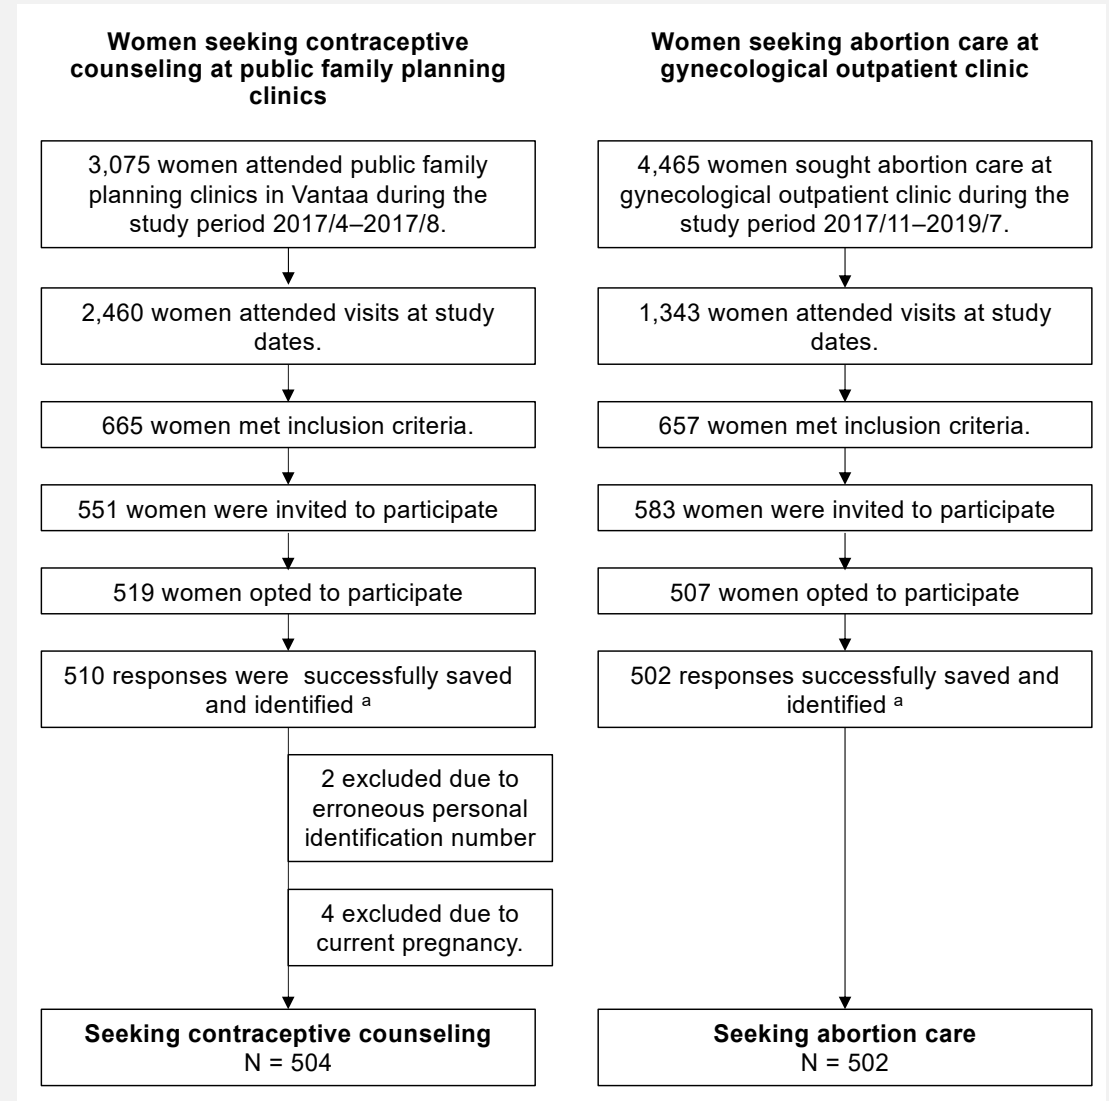 Women seeking contraceptive
counseling at public family planning
clinics
3,075 women attended public family
planning clinics in Vantaa during the
study period 2017/4–2017/8.
2,460 women attended visits at study
dates.
665 women met inclusion criteria.
551 women were invited to participate
519 women opted to participate
510 responses were  successfully saved
and identified ᵃ
2 excluded due to
erroneous personal
identification number
4 excluded due to
current pregnancy.
Seeking contraceptive counseling
N = 504
Women seeking abortion care at
gynecological outpatient clinic
4,465 women sought abortion care at
gynecological outpatient clinic during the
study period 2017/11–2019/7.
1,343 women attended visits at study
dates.
657 women met inclusion criteria.
583 women were invited to participate
507 women opted to participate
502 responses successfully saved and
identified ᵃ
Seeking abortion care
N = 502